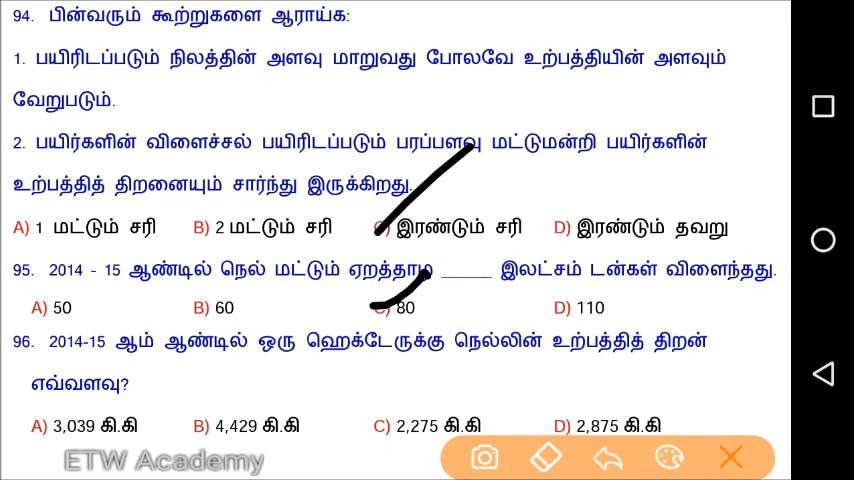 94. பின்வரும் கூற்றுகளை ஆராய்க:
1. பயிரிடப்படும் நிலத்தின் அளவு மாறுவது போலவே உற்பத்தியின் அளவும்
வேறுபடும்.
2. பயிர்களின் விளைச்சல் பயிரிடப்படும் பரப்பளவு மட்டுமன்றி பயிர்களின்
உற்பத்தித் திறனையும் சார்ந்து இருக்கிறது.
A) 1 மட்டும் சரி B) 2 மட்டும் சரி C) இரண்டும் சரி D) இரண்டும் தவறு
95. 2014 - 15 ஆண்டில் நெல் மட்டும் ஏறத்தாழ _____ இலட்சம் டன்கள் விளைந்தது.
A) 50 B) 60 C) 80 D) 110
96. 2014-15 ஆம் ஆண்டில் ஒரு ஹெக்டேருக்கு நெல்லின் உற்பத்தித் திறன்
எவ்வளவு?
A) 3,039 கி.கி B) 4,429 கி.கி C) 2,275 கி.கி D) 2,875 கி.கி
ETW Academy